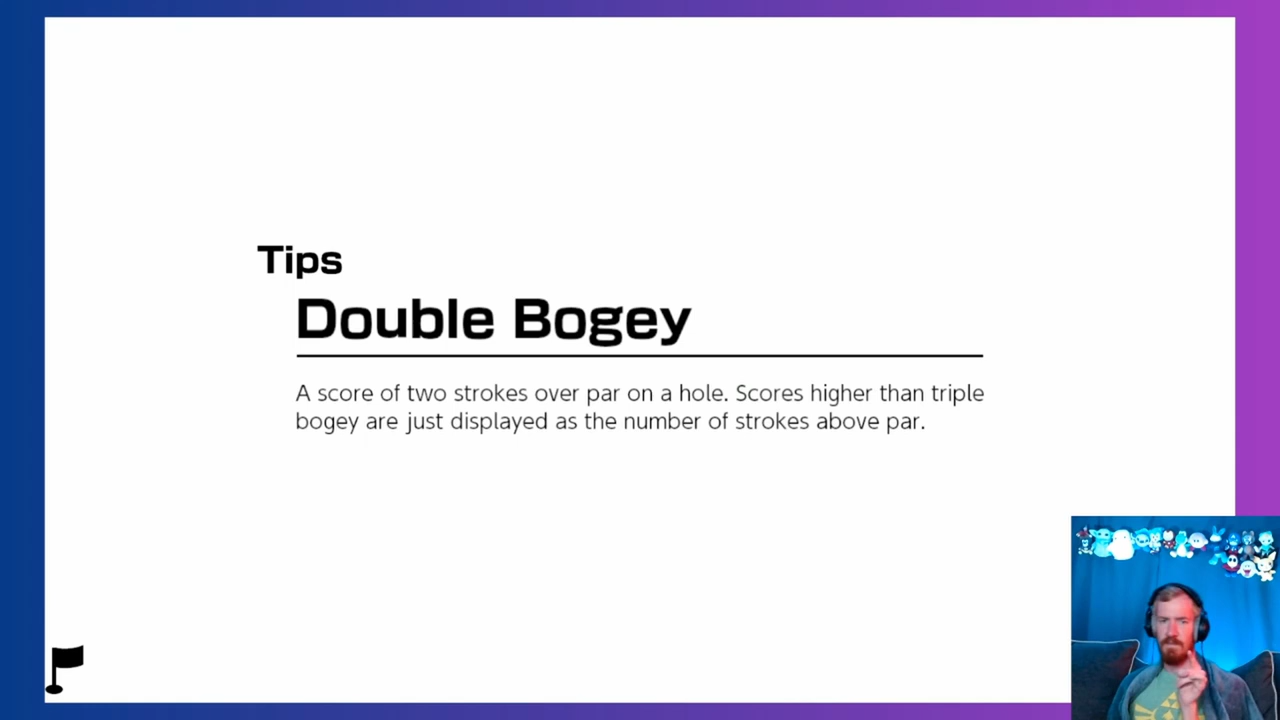 Tips
Double Bogey
A score of two strokes over par on a hole. Scores higher than triple
bogey are just displayed as the number of strokes above par.